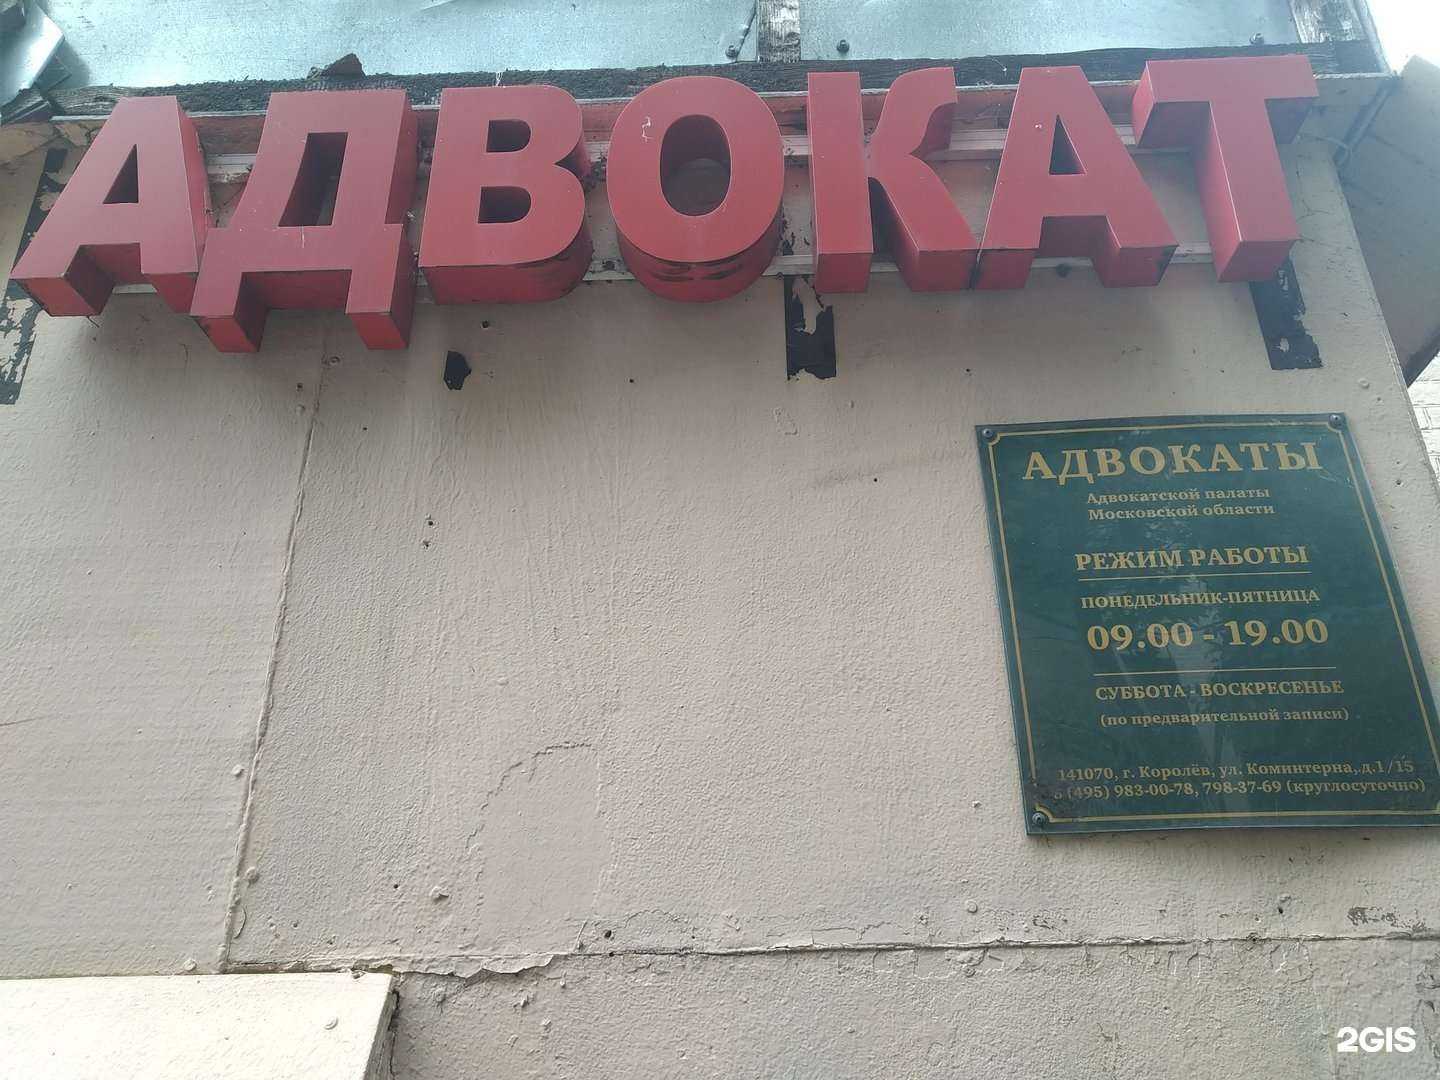 АДВОКАТ
АДВОКАТЫ
Адвокатской палаты
Московской области
РЕЖИМ РАБОТЫ
ПОНЕДЕЛЬНИК-ПЯТНИЦА
09.00 - 19.00
СУББОТА - ВОСКРЕСЕНЬЕ
(по предварительной записи)
141070, г. Королёв, ул. Коминтерна, д.1/15
8 (495) 983-00-78, 798-37-69 (круглосуточно)
2GIS